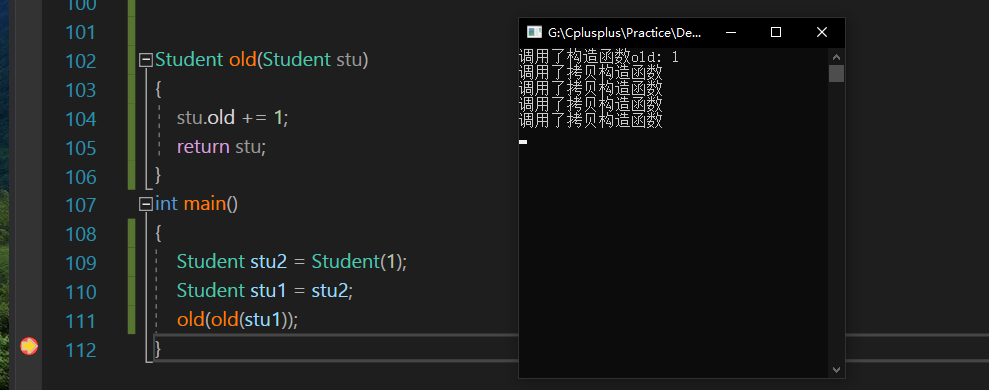 100
101
102 Student old(Student stu)
103 {
104 stu.old += 1;
105 return stu;
106 }
107 int main()
108 {
109 Student stu2 = Student(1);
110 Student stu1 = stu2;
111 old(old(stu1));
112 }
G:\Cplusplus\Practice\De...
调用了构造函数old: 1
调用了拷贝构造函数
调用了拷贝构造函数
调用了拷贝构造函数
调用了拷贝构造函数